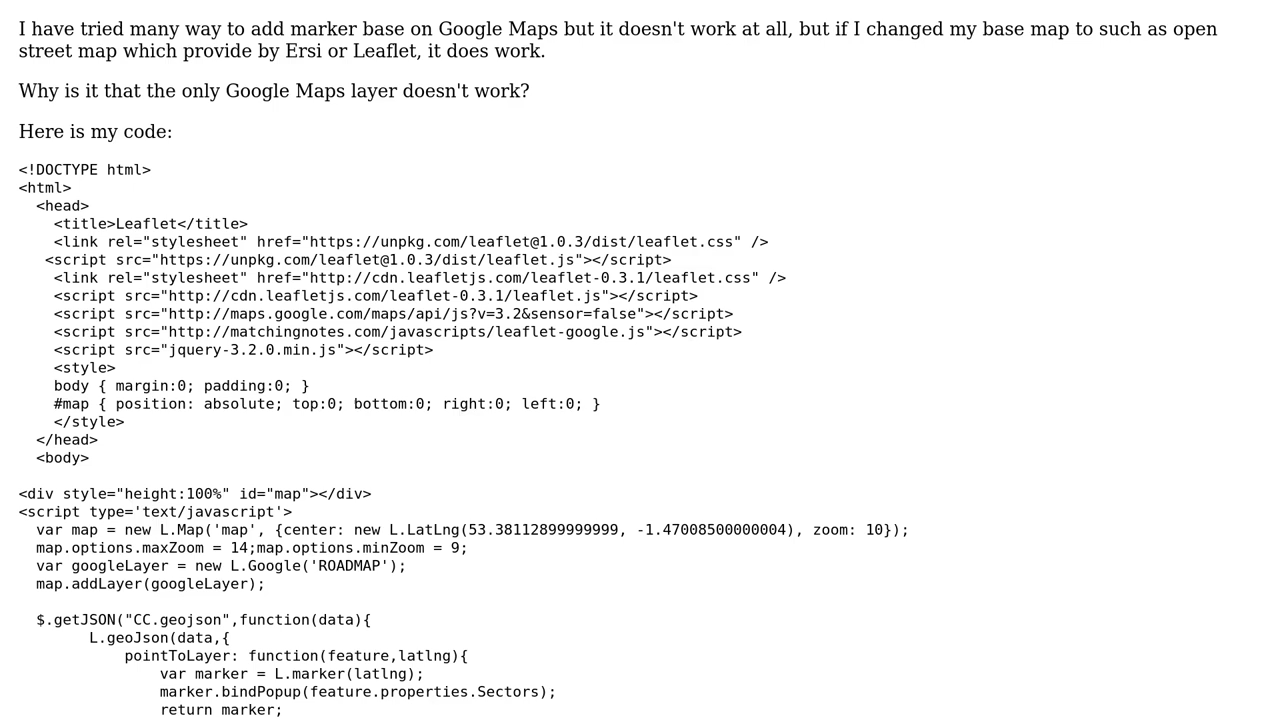 I have tried many way to add marker base on Google Maps but it doesn't work at all, but if I changed my base map to such as open
street map which provide by Ersi or Leaflet, it does work.
Why is it that the only Google Maps layer doesn't work?
Here is my code:
<!DOCTYPE html>
<html>
  <head>
    <title>Leaflet</title>
    <link rel="stylesheet" href="https://unpkg.com/leaflet@1.0.3/dist/leaflet.css" />
   <script src="https://unpkg.com/leaflet@1.0.3/dist/leaflet.js"></script>
    <link rel="stylesheet" href="http://cdn.leafletjs.com/leaflet-0.3.1/leaflet.css" />
    <script src="http://cdn.leafletjs.com/leaflet-0.3.1/leaflet.js"></script>
    <script src="http://maps.google.com/maps/api/js?v=3.2&sensor=false"></script>
    <script src="http://matchingnotes.com/javascripts/leaflet-google.js"></script>
    <script src="jquery-3.2.0.min.js"></script>
    <style>
    body { margin:0; padding:0; }
    #map { position: absolute; top:0; bottom:0; right:0; left:0; }
    </style>
  </head>
  <body>
<div style="height:100%" id="map"></div>
<script type='text/javascript'>
  var map = new L.Map('map', {center: new L.LatLng(53.38112899999999, -1.47008500000004), zoom: 10});
  map.options.maxZoom = 14;map.options.minZoom = 9;
  var googleLayer = new L.Google('ROADMAP');
  map.addLayer(googleLayer);
  $.getJSON("CC.geojson",function(data){
        L.geoJson(data,{
            pointToLayer: function(feature,latlng){
                var marker = L.marker(latlng);
                marker.bindPopup(feature.properties.Sectors);
                return marker;